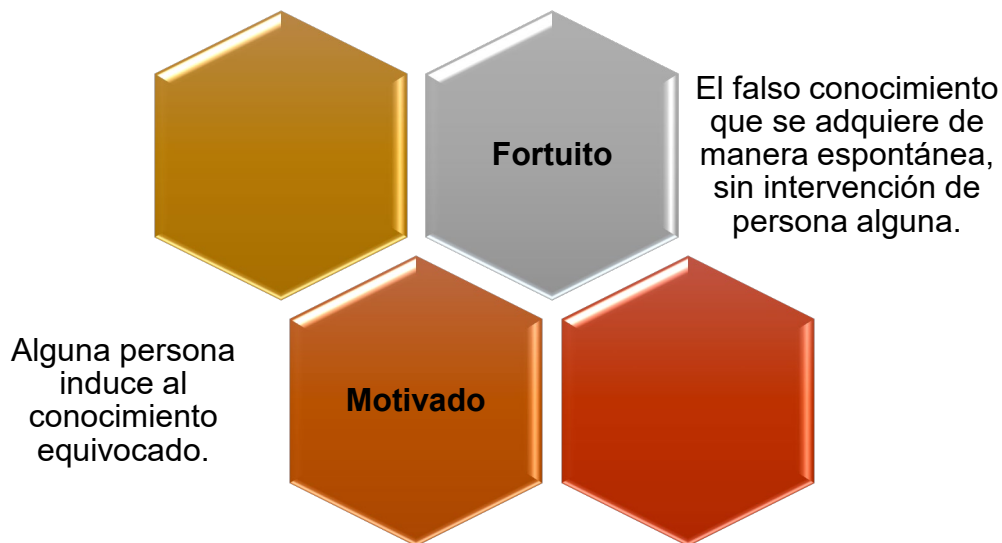 Fortuito
El falso conocimiento
que se adquiere de
manera espontánea,
sin intervención de
persona alguna.
Alguna persona
induce al
conocimiento
equivocado.
Motivado